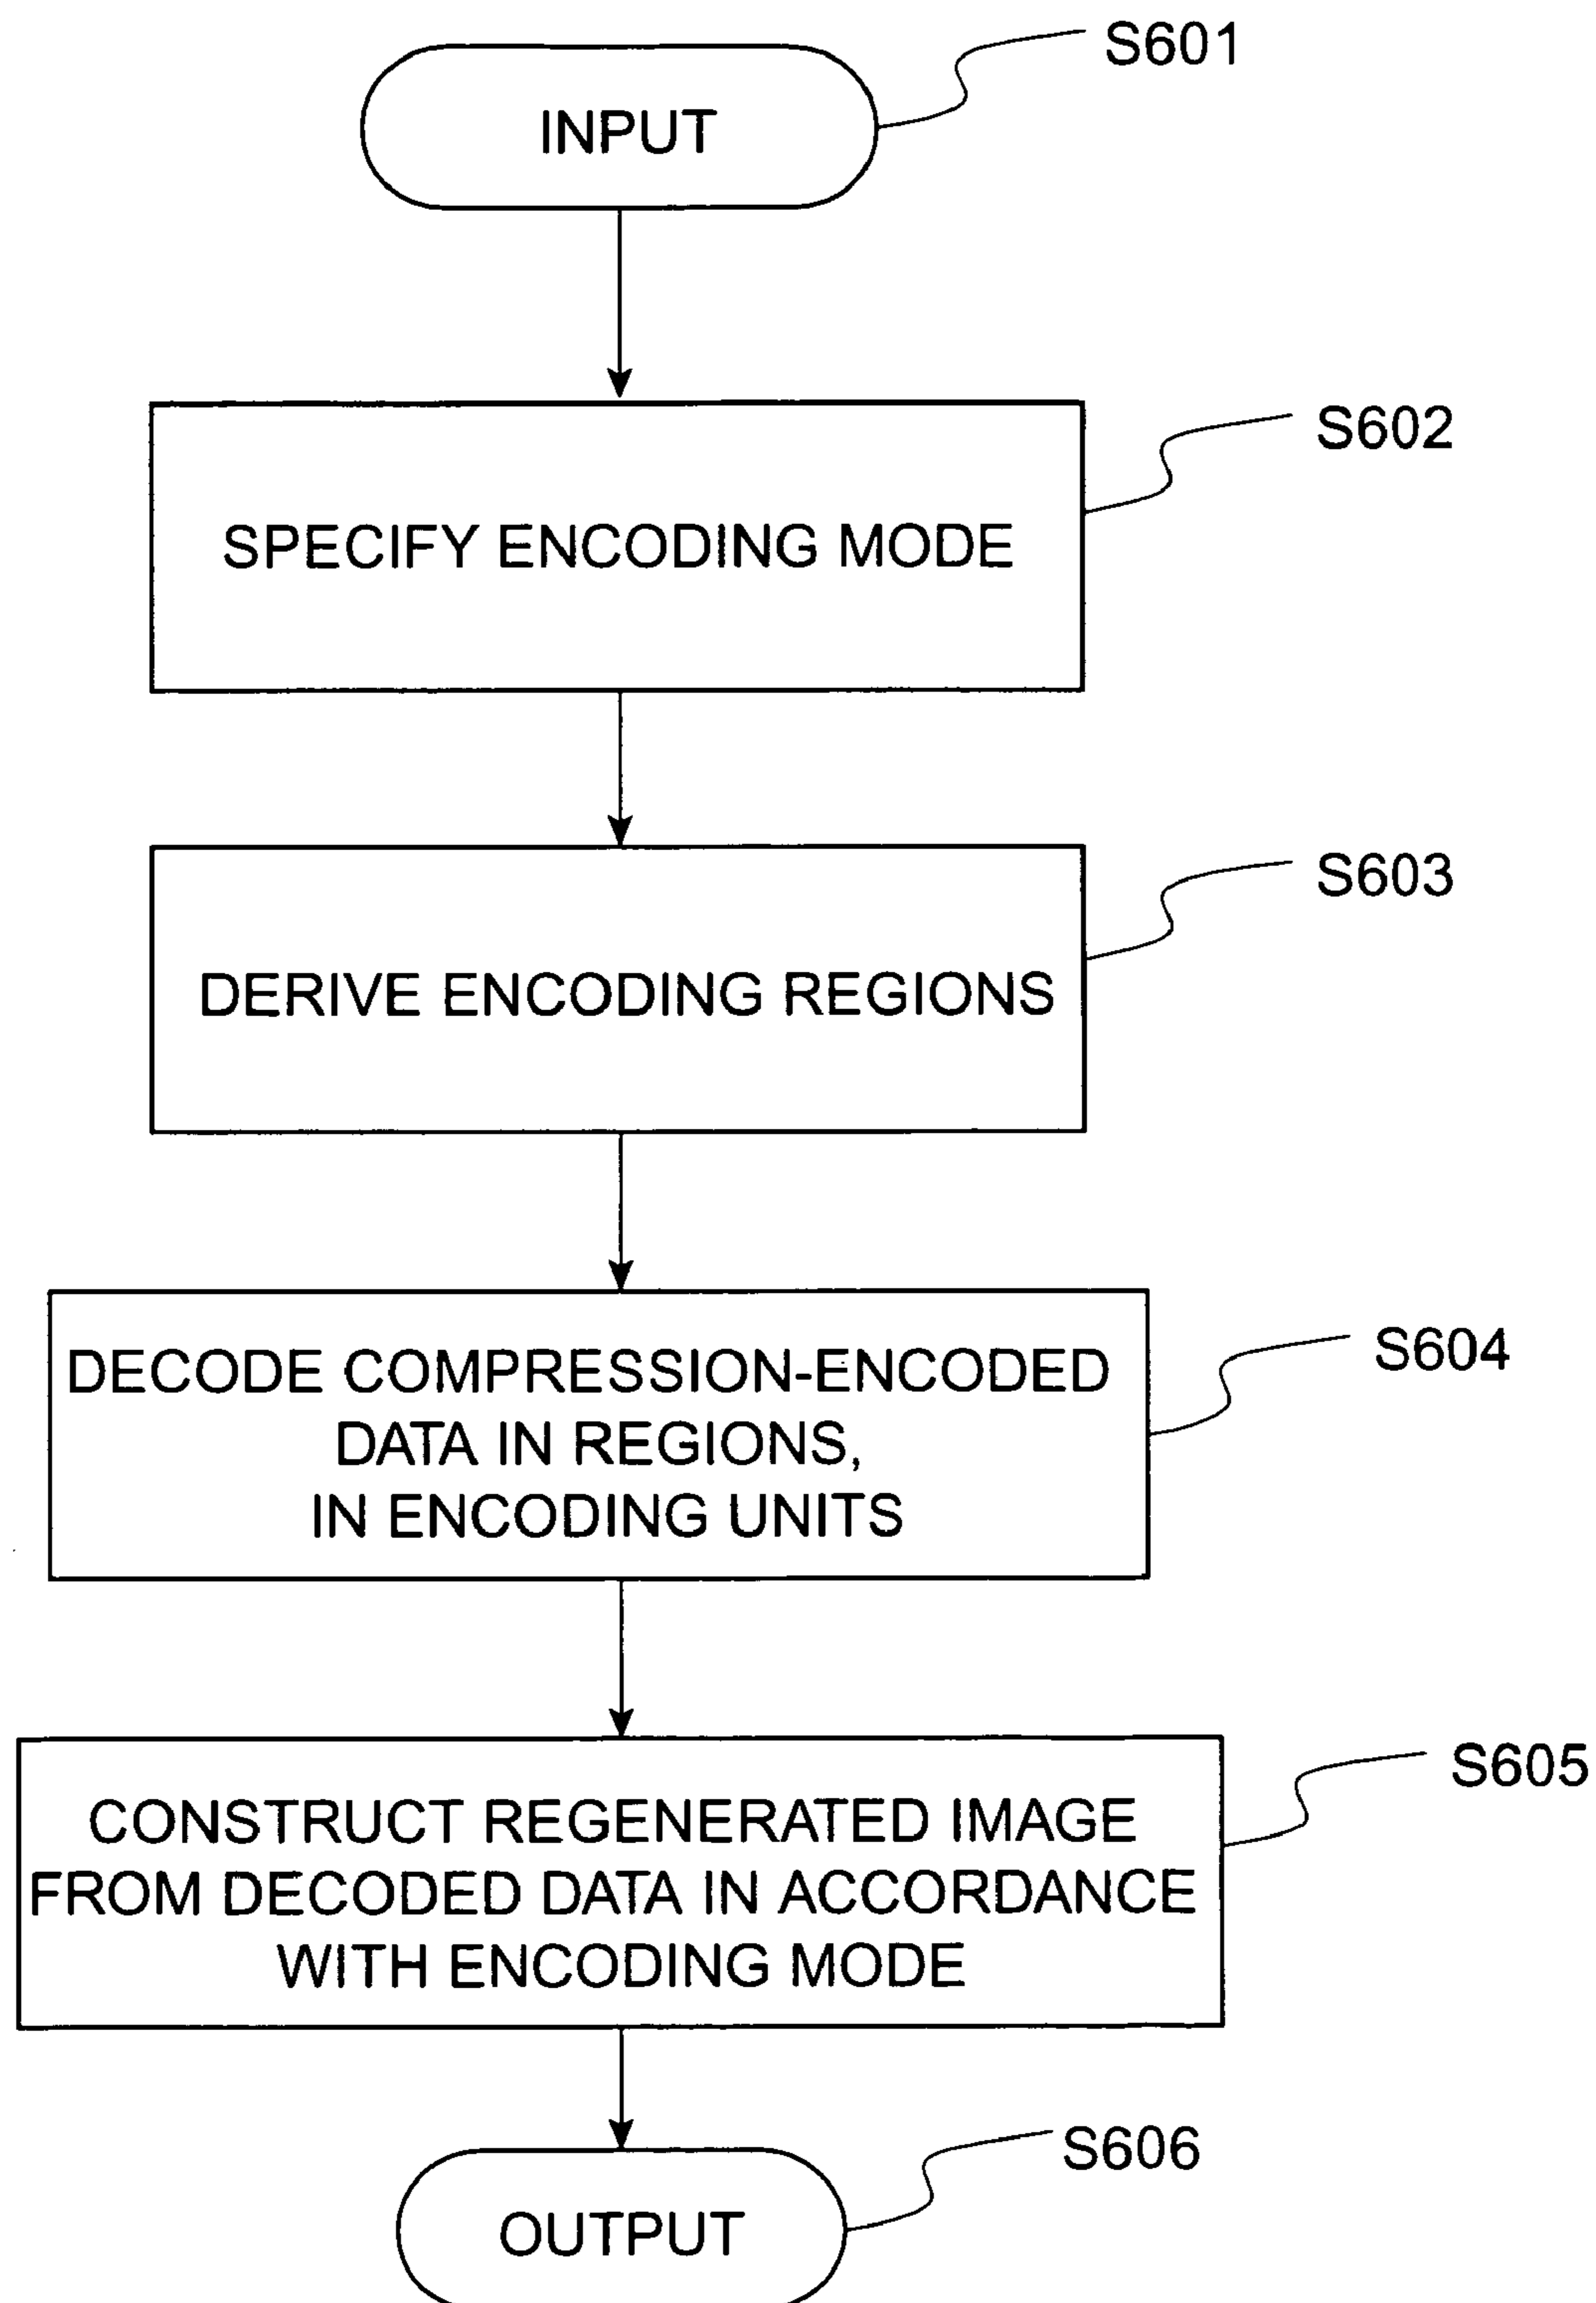 S601
INPUT
S602
SPECIFY ENCODING MODE
S603
DERIVE ENCODING REGIONS
S604
DECODE COMPRESSION-ENCODED
DATA IN REGIONS,
IN ENCODING UNITS
S605
CONSTRUCT REGENERATED IMAGE
FROM DECODED DATA IN ACCORDANCE
WITH ENCODING MODE
S606
OUTPUT